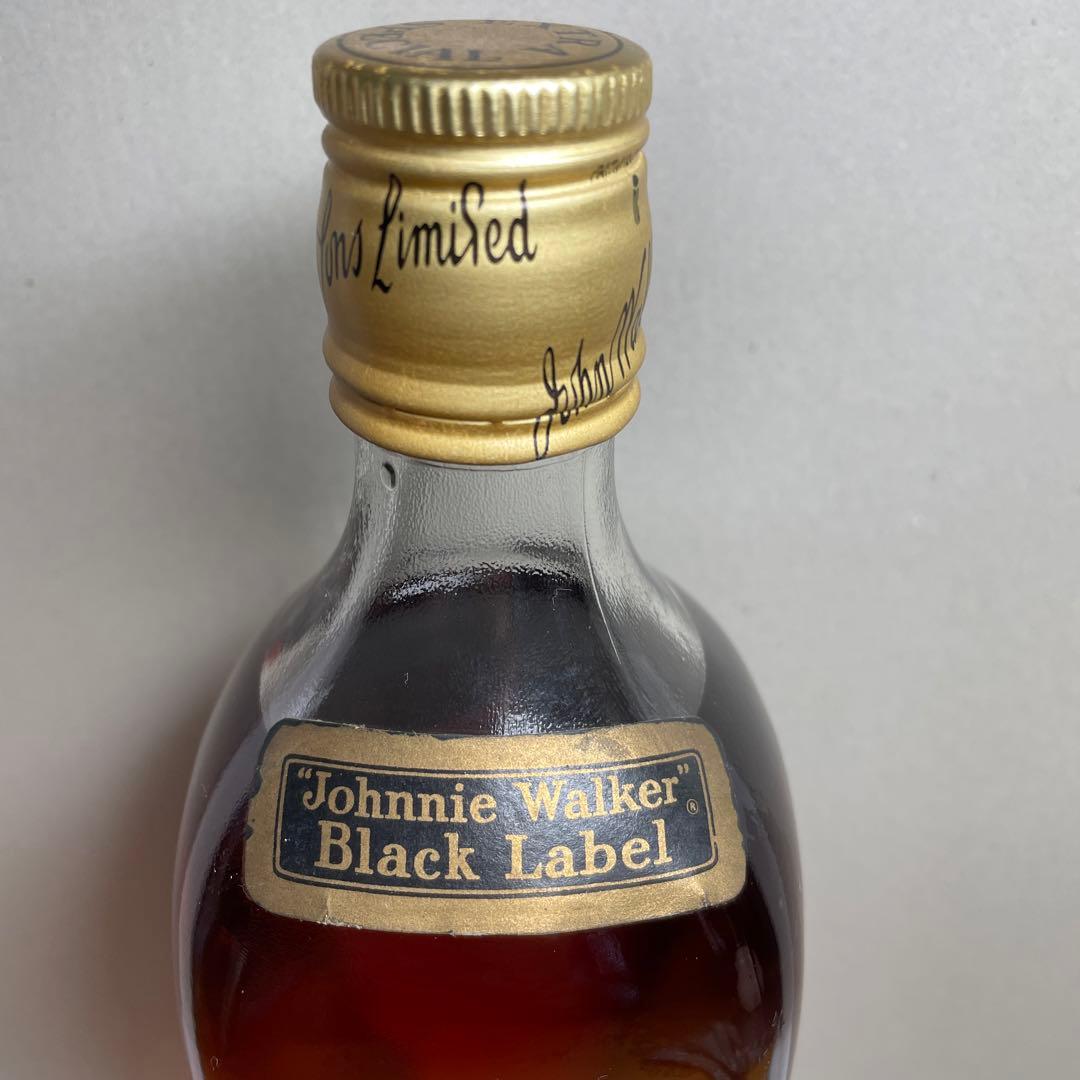 Sons Limited
John
"Johnnie Walker"®
Black Label